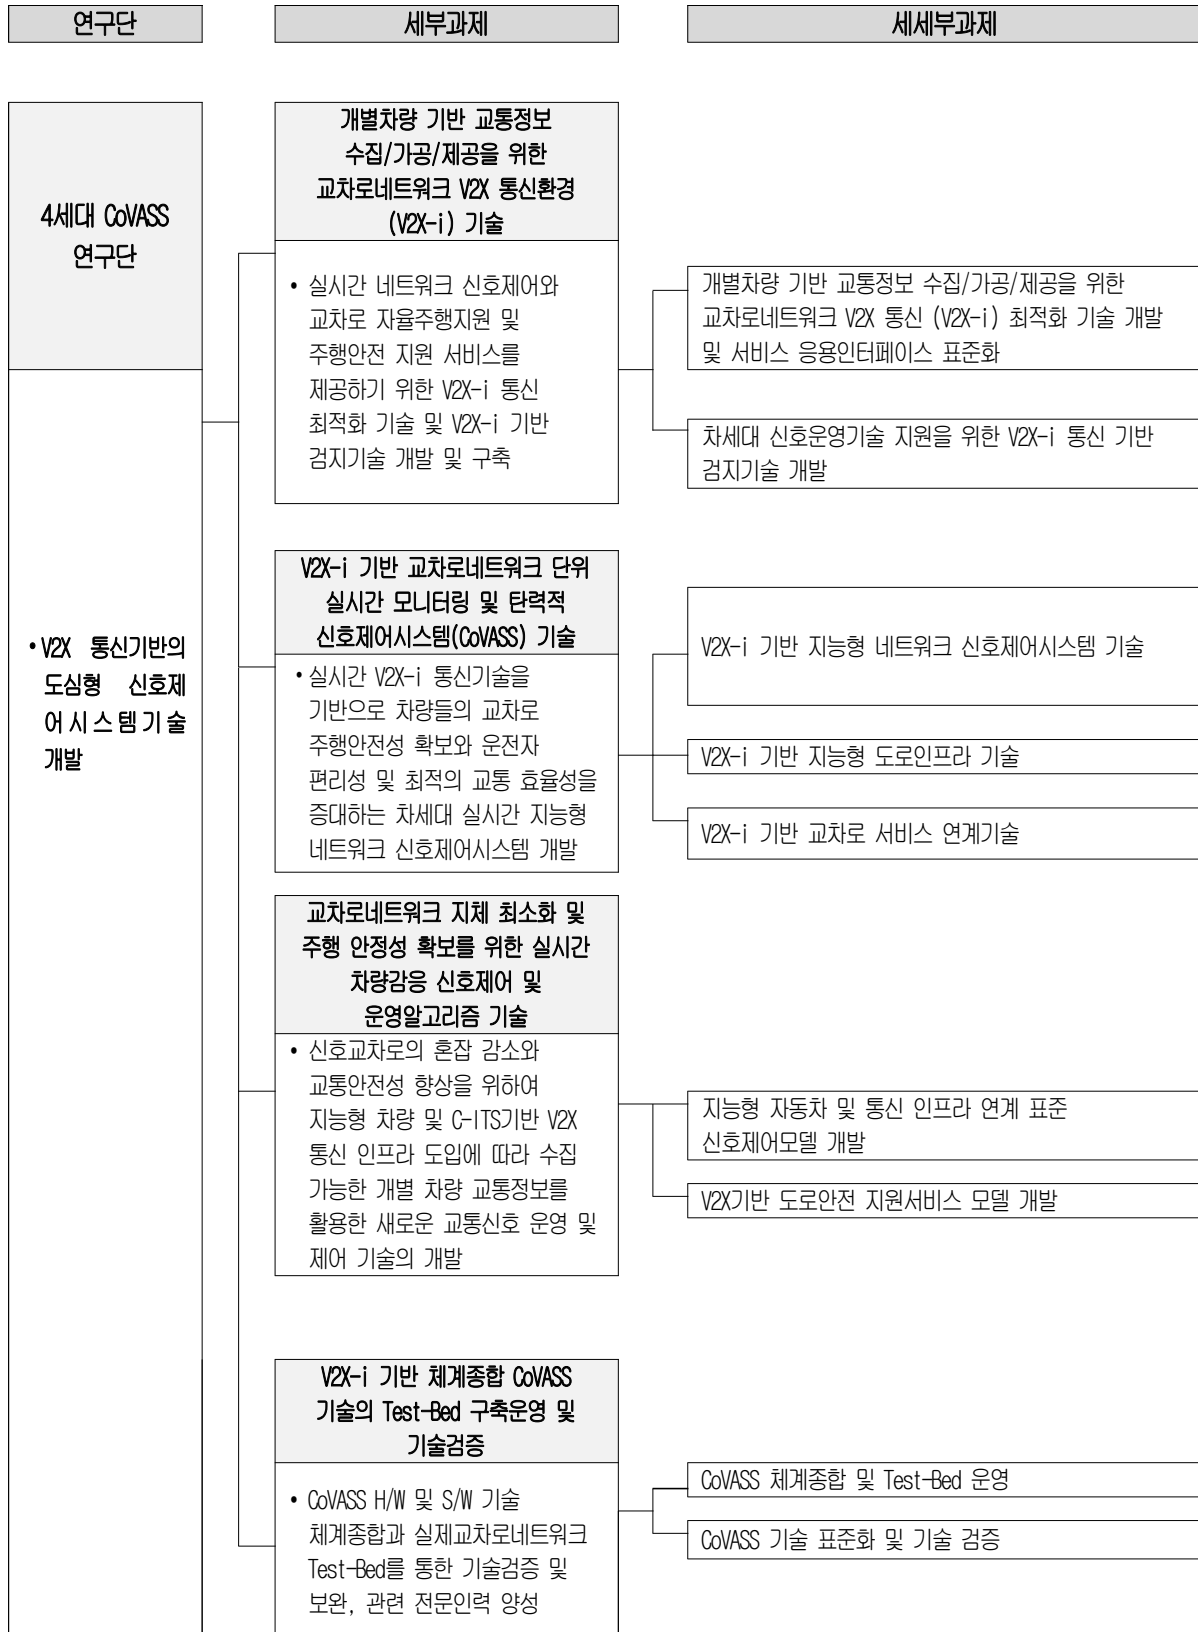 연구단
세부과제
세세부과제
4세대 CoVASS
연구단
•V2X 통신기반의
도심형 신호제
어시스템기술
개발
개별차량 기반 교통정보
수집/가공/제공을 위한
교차로네트워크 V2X 통신환경
(V2X-i) 기술
• 실시간 네트워크 신호제어와
교차로 자율주행지원 및
주행안전 지원 서비스를
제공하기 위한 V2X-i 통신
최적화 기술 및 V2X-i 기반
검지기술 개발 및 구축
개별차량 기반 교통정보 수집/가공/제공을 위한
교차로네트워크 V2X 통신 (V2X-i) 최적화 기술 개발
및 서비스 응용인터페이스 표준화
차세대 신호운영기술 지원을 위한 V2X-i 통신 기반
검지기술 개발
V2X-i 기반 교차로네트워크 단위
실시간 모니터링 및 탄력적
신호제어시스템(CoVASS) 기술
•실시간 V2X-i 통신기술을
기반으로 차량들의 교차로
주행안전성 확보와 운전자
편리성 및 최적의 교통 효율성을
증대하는 차세대 실시간 지능형
네트워크 신호제어시스템 개발
V2X-i 기반 지능형 네트워크 신호제어시스템 기술
V2X-i 기반 지능형 도로인프라 기술
V2X-i 기반 교차로 서비스 연계기술
교차로네트워크 지체 최소화 및
주행 안정성 확보를 위한 실시간
차량감응 신호제어 및
운영알고리즘 기술
• 신호교차로의 혼잡 감소와
교통안전성 향상을 위하여
지능형 차량 및 C-ITS기반 V2X
통신 인프라 도입에 따라 수집
가능한 개별 차량 교통정보를
활용한 새로운 교통신호 운영 및
제어 기술의 개발
지능형 자동차 및 통신 인프라 연계 표준
신호제어모델 개발
V2X기반 도로안전 지원서비스 모델 개발
V2X-i 기반 체계종합 CoVASS
기술의 Test-Bed 구축운영 및
기술검증
• CoVASS H/W 및 S/W 기술
체계종합과 실제교차로네트워크
Test-Bed를 통한 기술검증 및
보완, 관련 전문인력 양성
CoVASS 체계종합 및 Test-Bed 운영
CoVASS 기술 표준화 및 기술 검증